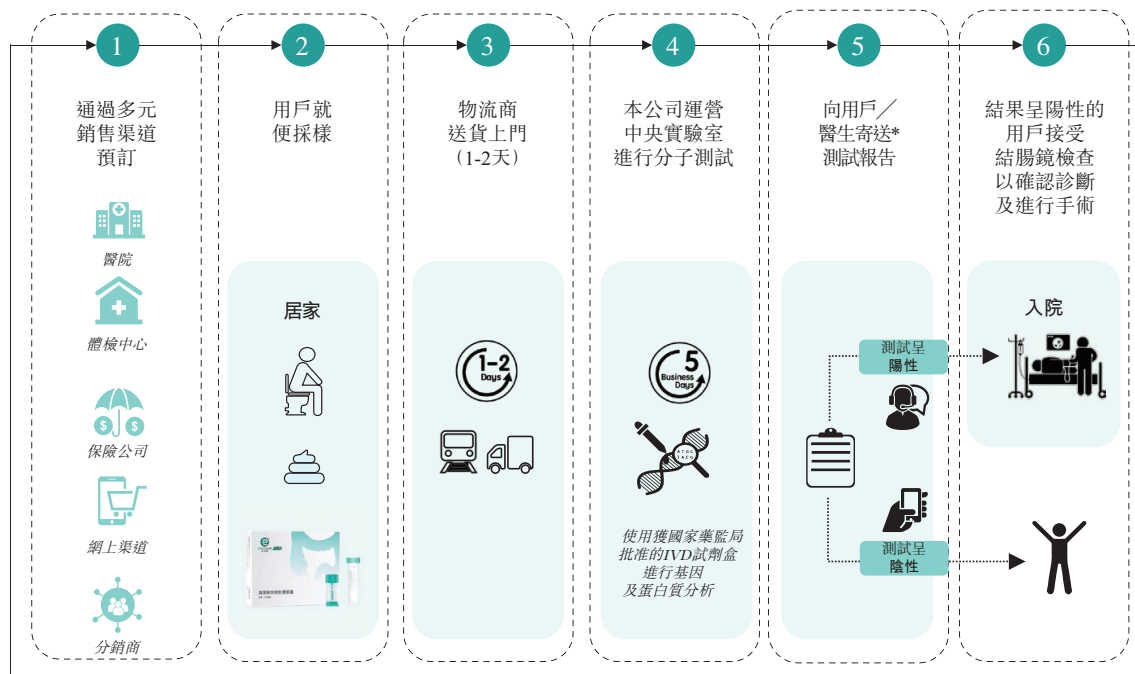 1
通過多元
銷售渠道
預訂
醫院
體檢中心
保險公司
網上渠道
分銷商
2
用戶就
便採樣
居家
3
物流商
送貨上門
（1-2天）
1-2
Days
4
本公司運營
中央實驗室
進行分子測試
5
Business
Days
ATGC
TACG
使用獲國家藥監局
批准的IVD試劑盒
進行基因
及蛋白質分析
5
向用戶／
醫生寄送*
測試報告
測試呈
陽性
測試呈
陰性
6
結果呈陽性的
用戶接受
結腸鏡檢查
以確認診斷
及進行手術
入院